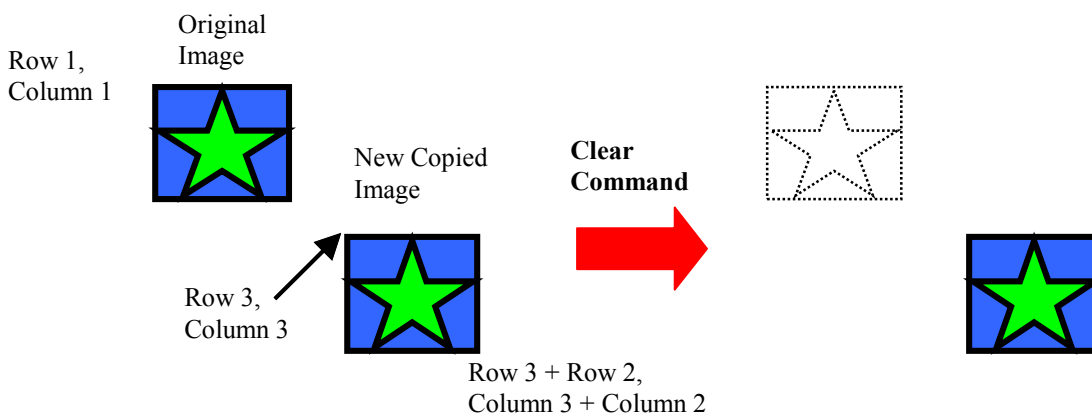 Original
Image
Row 1,
Column 1
New Copied
Image
Clear
Command
Row 3,
Column 3
Row 3 + Row 2,
Column 3 + Column 2